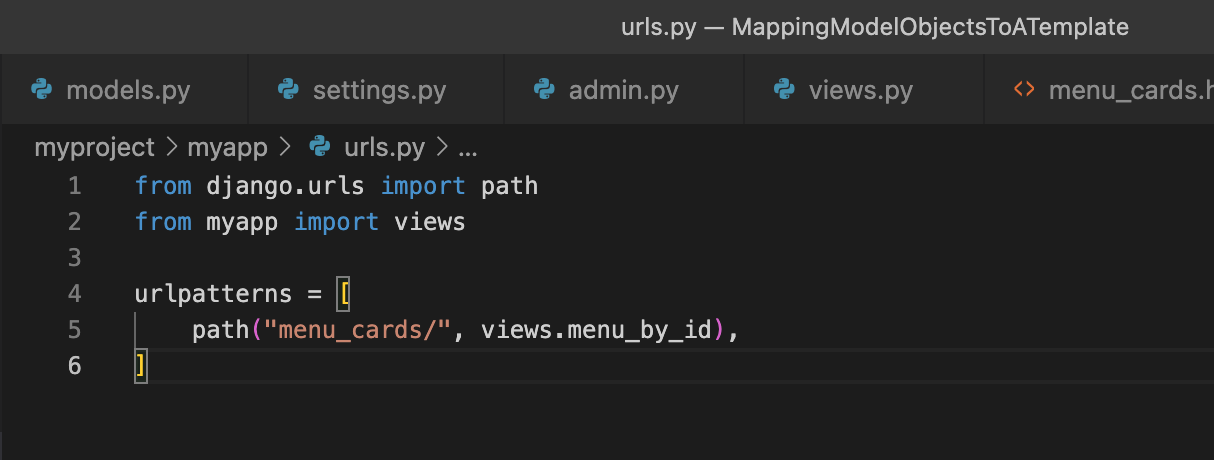 urls.py — MappingModelObjectsToATemplate
models.py settings.py admin.py views.py menu_cards.h
myproject > myapp > urls.py > ...
1 from django.urls import path
2 from myapp import views
3
4 urlpatterns = [
5     path("menu_cards/", views.menu_by_id),
6 ]